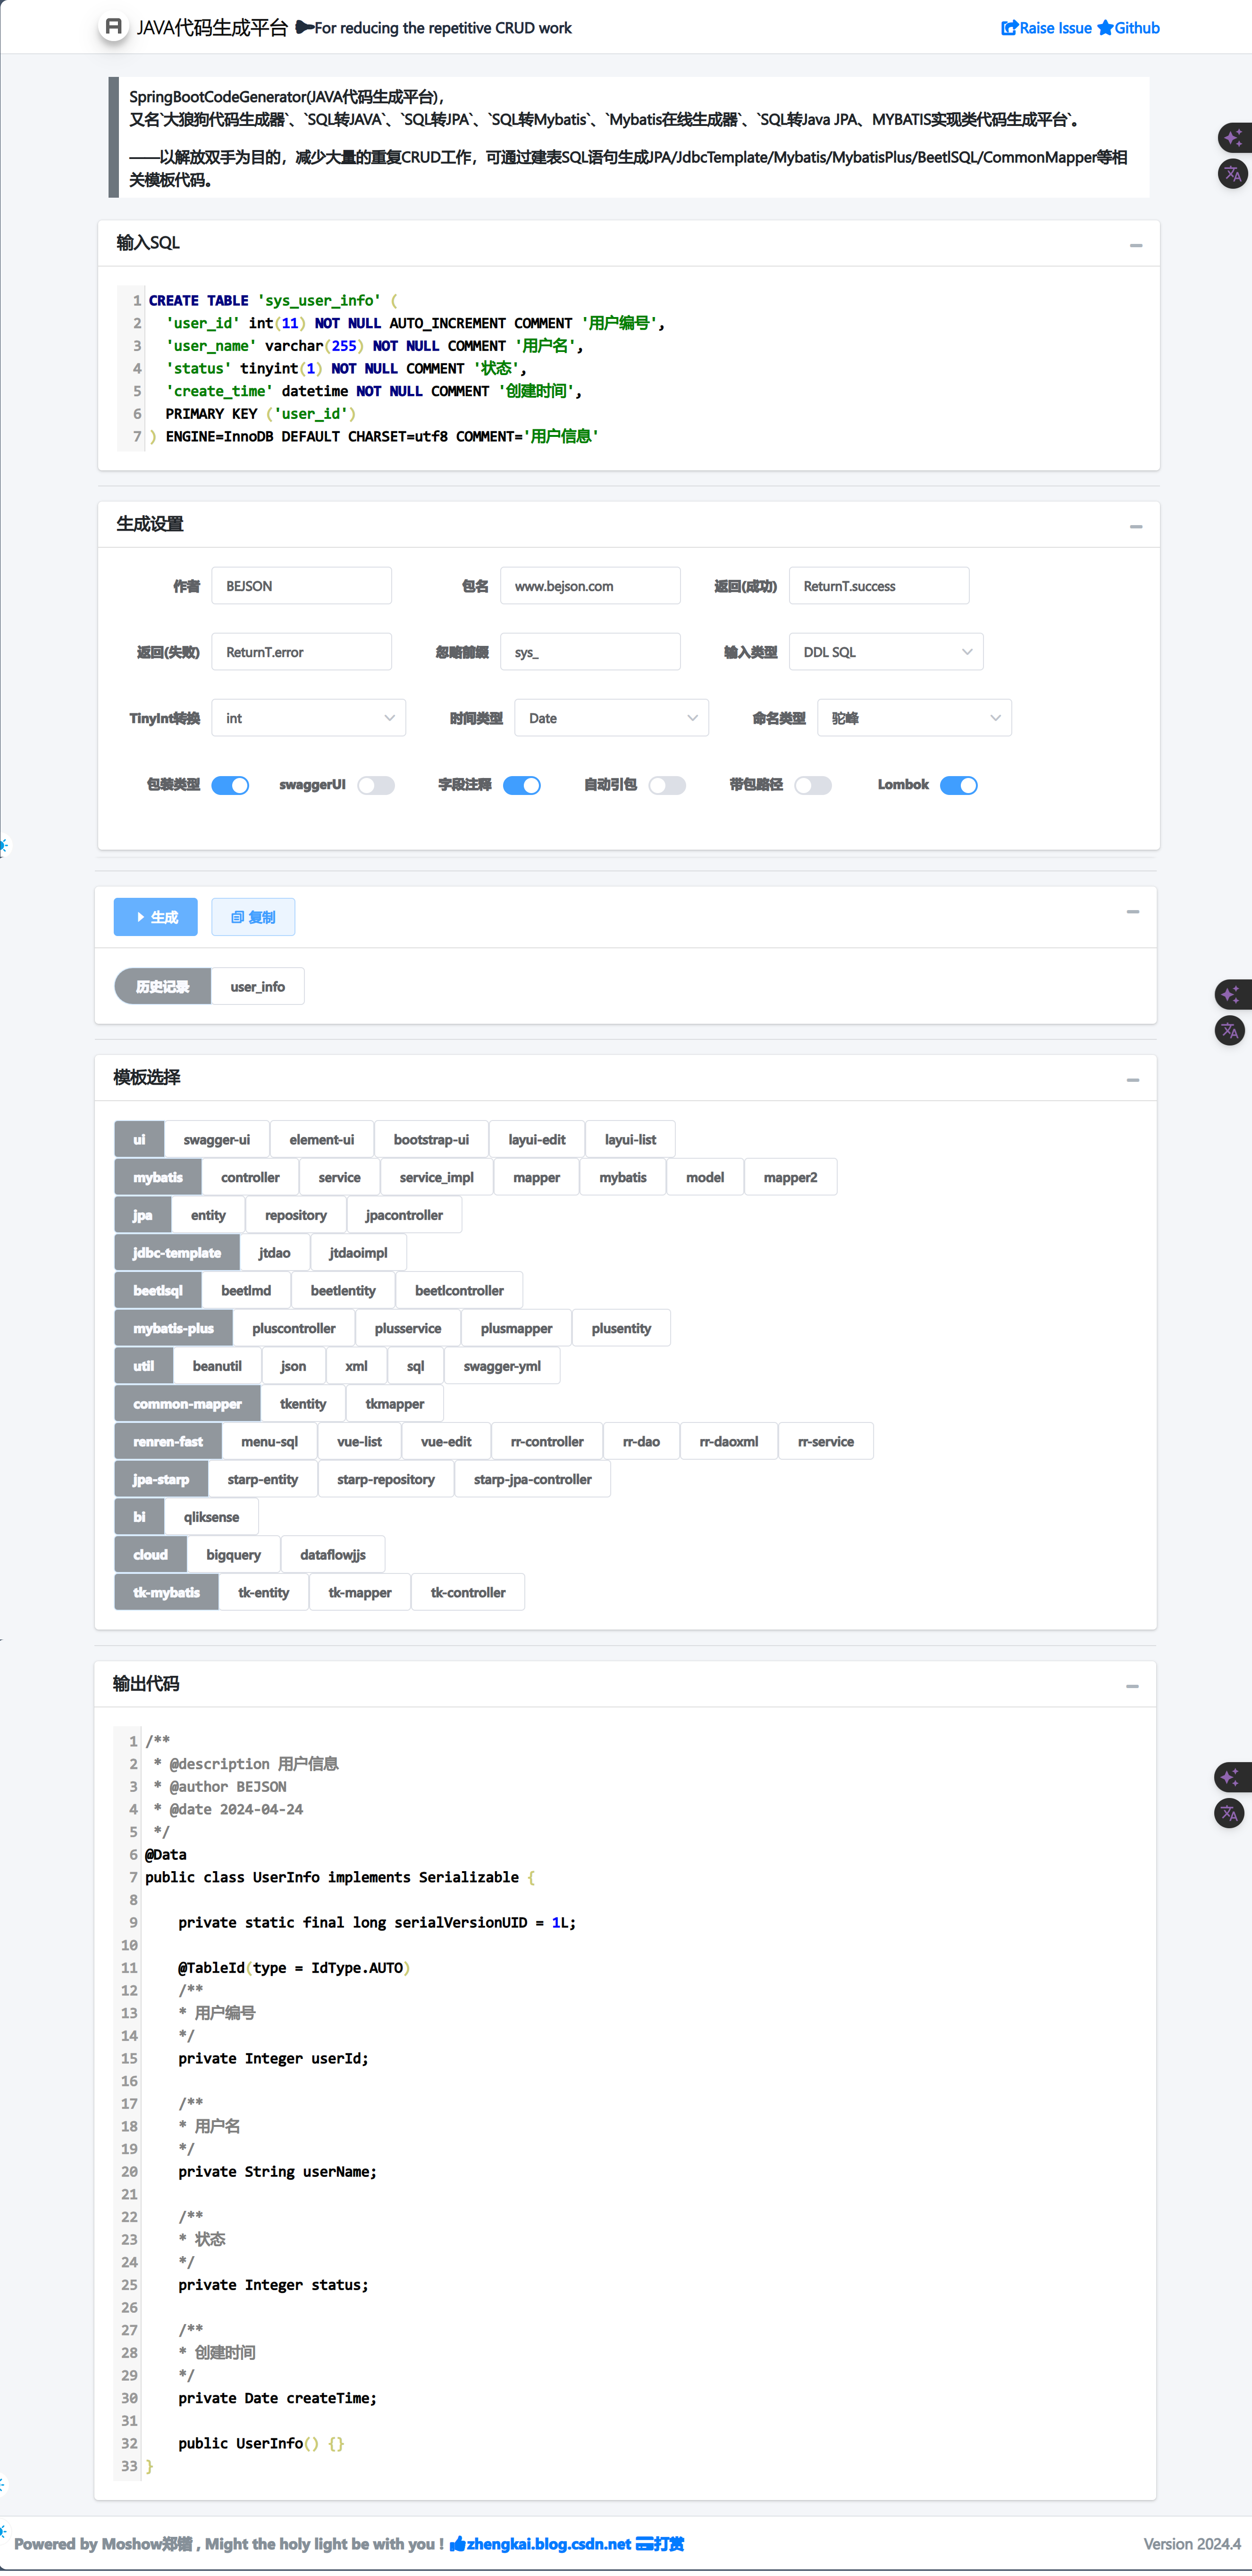 JAVA代码生成平台 For reducing the repetitive CRUD work Raise Issue Github
SpringBootCodeGenerator(JAVA代码生成平台)，
又名`大狼狗代码生成器`、`SQL转JAVA`、`SQL转JPA`、`SQL转Mybatis`、`Mybatis在线生成器`、`SQL转Java JPA、MYBATIS实现类代码生成平台`。
——以解放双手为目的，减少大量的重复CRUD工作，可通过建表SQL语句生成JPA/JdbcTemplate/Mybatis/MybatisPlus/BeetlSQL/CommonMapper等相
关模板代码。
输入SQL
1 CREATE TABLE 'sys_user_info' (
2   'user_id' int(11) NOT NULL AUTO_INCREMENT COMMENT '用户编号',
3   'user_name' varchar(255) NOT NULL COMMENT '用户名',
4   'status' tinyint(1) NOT NULL COMMENT '状态',
5   'create_time' datetime NOT NULL COMMENT '创建时间',
6   PRIMARY KEY ('user_id')
7 ) ENGINE=InnoDB DEFAULT CHARSET=utf8 COMMENT='用户信息'
生成设置
作者 BEJSON 包名 www.bejson.com 返回(成功) ReturnT.success
返回(失败) ReturnT.error 忽略前缀 sys_ 输入类型 DDL SQL
TinyInt转换 int 时间类型 Date 命名类型 驼峰
包装类型 swaggerUI 字段注释 自动引包 带包路径 Lombok
生成 复制
历史记录 user_info
模板选择
ui swagger-ui element-ui bootstrap-ui layui-edit layui-list
mybatis controller service service_impl mapper mybatis model mapper2
jpa entity repository jpacontroller
jdbc-template jtdao jtdaoimpl
beetlsql beetlmd beetlentity beetlcontroller
mybatis-plus pluscontroller plusservice plusmapper plusentity
util beanutil json xml sql swagger-yml
common-mapper tkentity tkmapper
renren-fast menu-sql vue-list vue-edit rr-controller rr-dao rr-daoxml rr-service
jpa-starp starp-entity starp-repository starp-jpa-controller
bi qliksense
cloud bigquery dataflowjjs
tk-mybatis tk-entity tk-mapper tk-controller
输出代码
1 /**
2  * @description 用户信息
3  * @author BEJSON
4  * @date 2024-04-24
5  */
6 @Data
7 public class UserInfo implements Serializable {
8
9     private static final long serialVersionUID = 1L;
10
11     @TableId(type = IdType.AUTO)
12     /**
13     * 用户编号
14     */
15     private Integer userId;
16
17     /**
18     * 用户名
19     */
20     private String userName;
21
22     /**
23     * 状态
24     */
25     private Integer status;
26
27     /**
28     * 创建时间
29     */
30     private Date createTime;
31
32     public UserInfo() {}
33 }
Powered by Moshow郑锴 , Might the holy light be with you ! zhengkai.blog.csdn.net 打赏 Version 2024.4